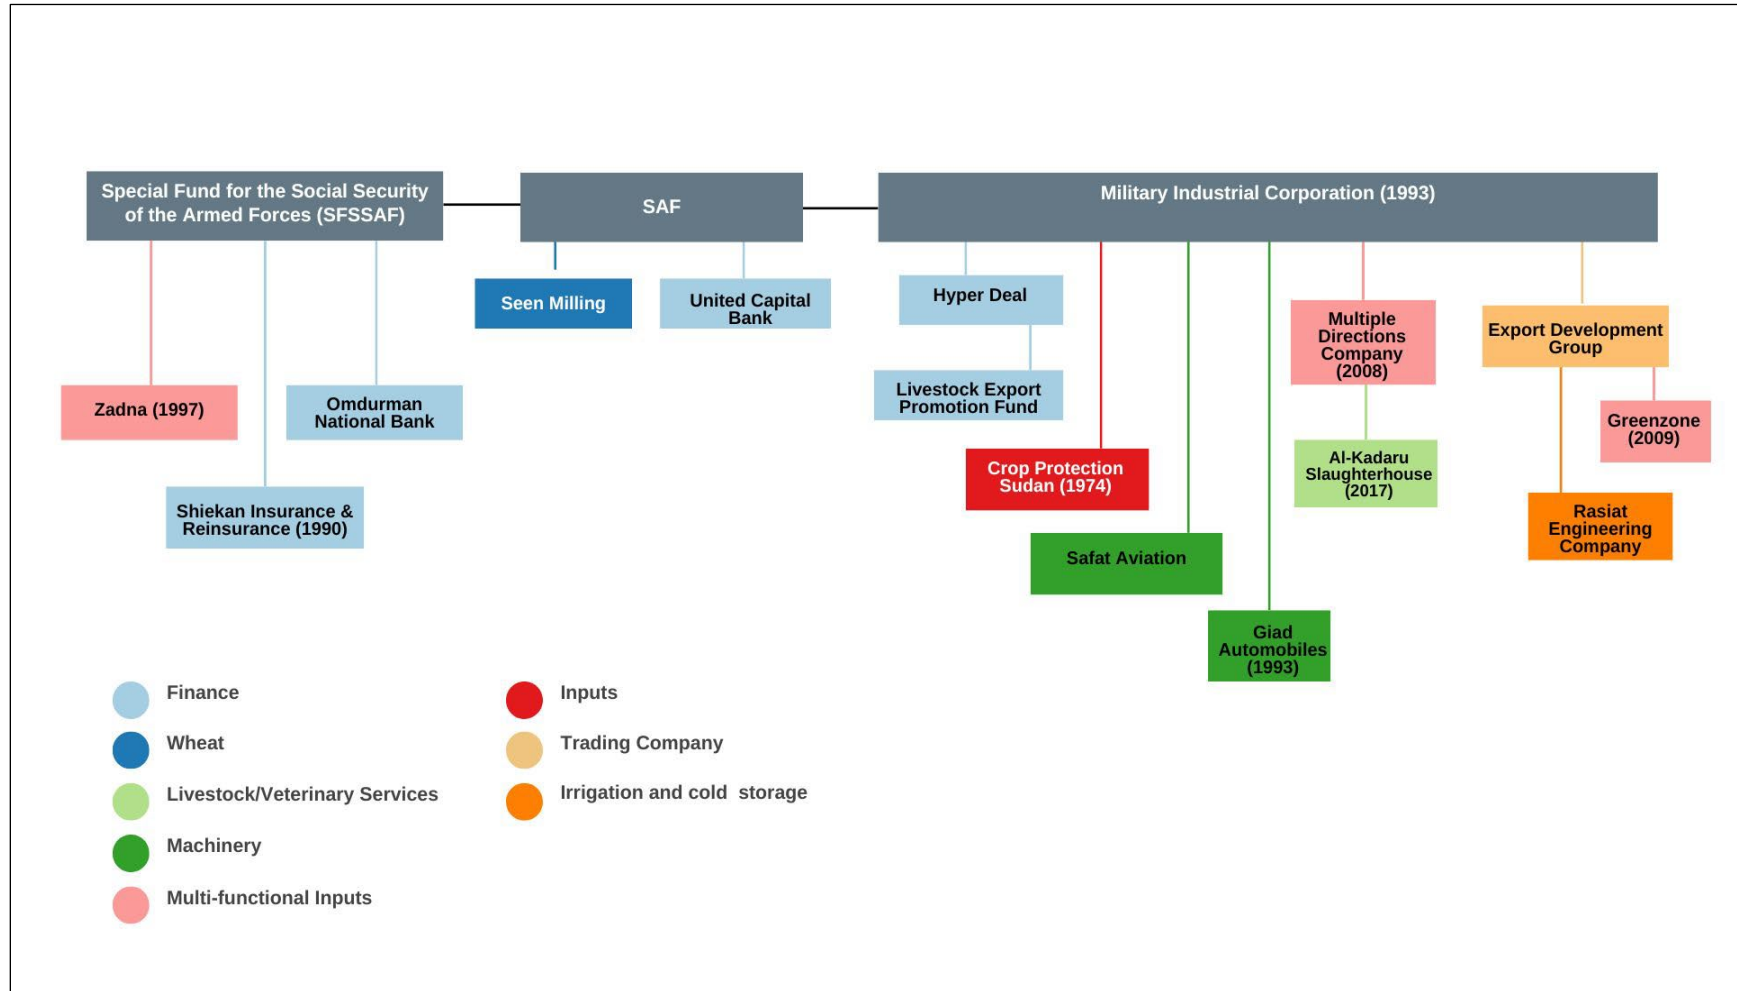 Special Fund for the Social Security
of the Armed Forces (SFSSAF)
SAF
Military Industrial Corporation (1993)
Seen Milling
United Capital
Bank
Hyper Deal
Livestock Export
Promotion Fund
Multiple
Directions
Company
(2008)
Export Development
Group
Zadna (1997)
Omdurman
National Bank
Greenzone
(2009)
Crop Protection
Sudan (1974)
Al-Kadaru
Slaughterhouse
(2017)
Shiekan Insurance &
Reinsurance (1990)
Rasiat
Engineering
Company
Safat Aviation
Giad
Automobiles
(1993)
Finance
Wheat
Livestock/Veterinary Services
Machinery
Multi-functional Inputs
Inputs
Trading Company
Irrigation and cold  storage